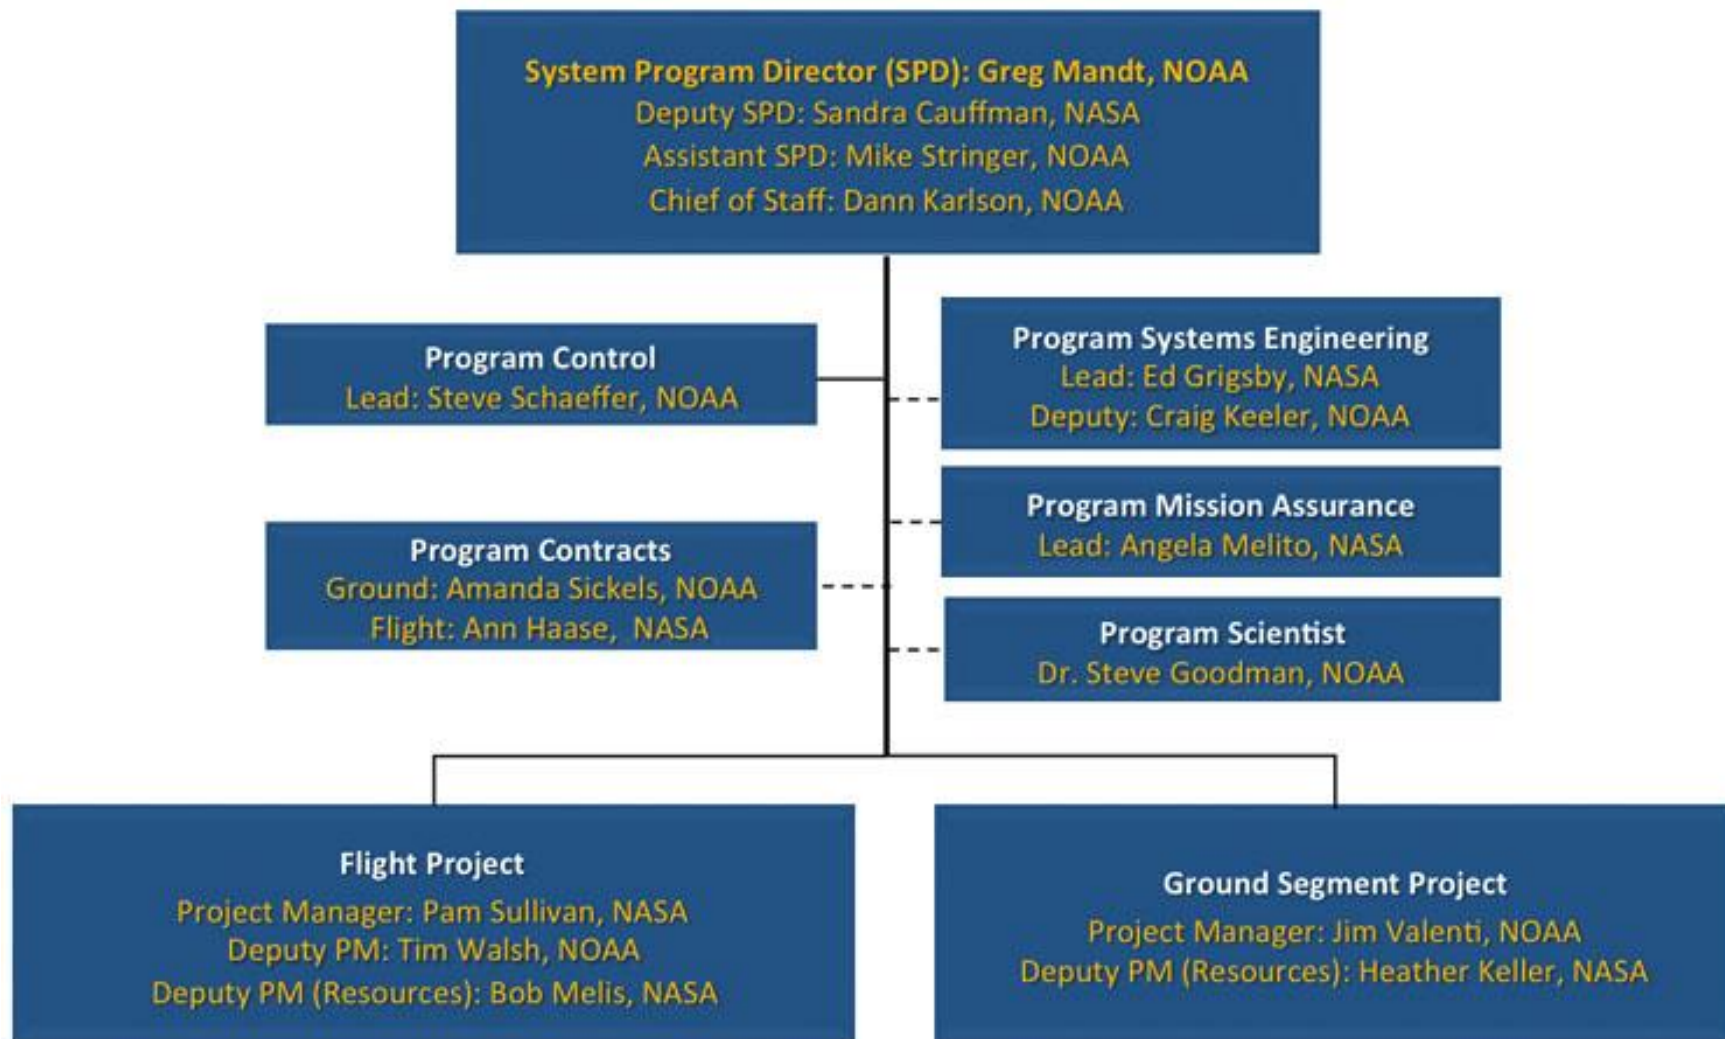 System Program Director (SPD): Greg Mandt, NOAA
Deputy SPD: Sandra Cauffman, NASA
Assistant SPD: Mike Stringer, NOAA
Chief of Staff: Dann Karlson, NOAA
Program Control
Lead: Steve Schaeffer, NOAA
Program Systems Engineering
Lead: Ed Grigsby, NASA
Deputy: Craig Keeler, NOAA
Program Contracts
Ground: Amanda Sickels, NOAA
Flight: Ann Haase, NASA
Program Mission Assurance
Lead: Angela Melito, NASA
Program Scientist
Dr. Steve Goodman, NOAA
Flight Project
Project Manager: Pam Sullivan, NASA
Deputy PM: Tim Walsh, NOAA
Deputy PM (Resources): Bob Melis, NASA
Ground Segment Project
Project Manager: Jim Valenti, NOAA
Deputy PM (Resources): Heather Keller, NASA